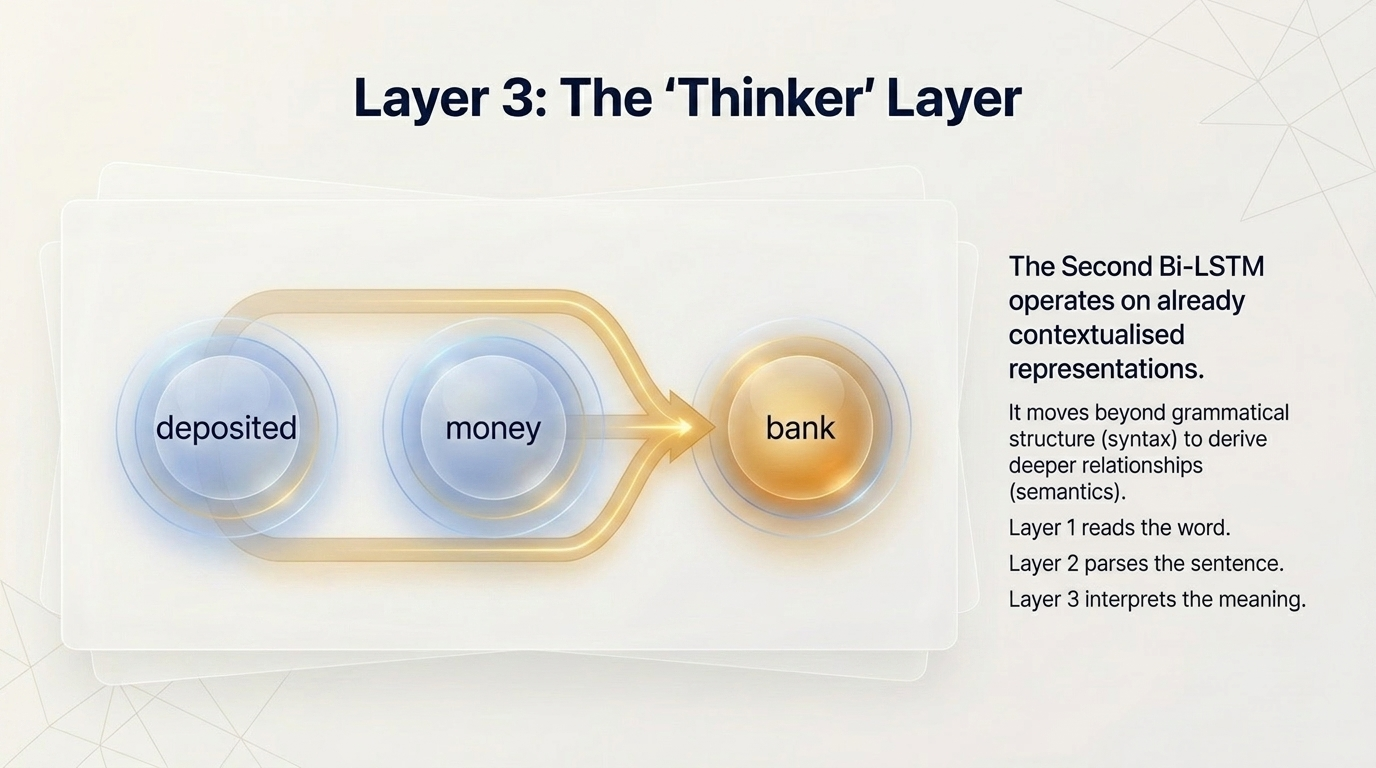 Layer 3: The ‘Thinker’ Layer
deposited
money
bank
The Second Bi-LSTM
operates on already
contextualised
representations.
It moves beyond grammatical
structure (syntax) to derive
deeper relationships
(semantics).
Layer 1 reads the word.
Layer 2 parses the sentence.
Layer 3 interprets the meaning.